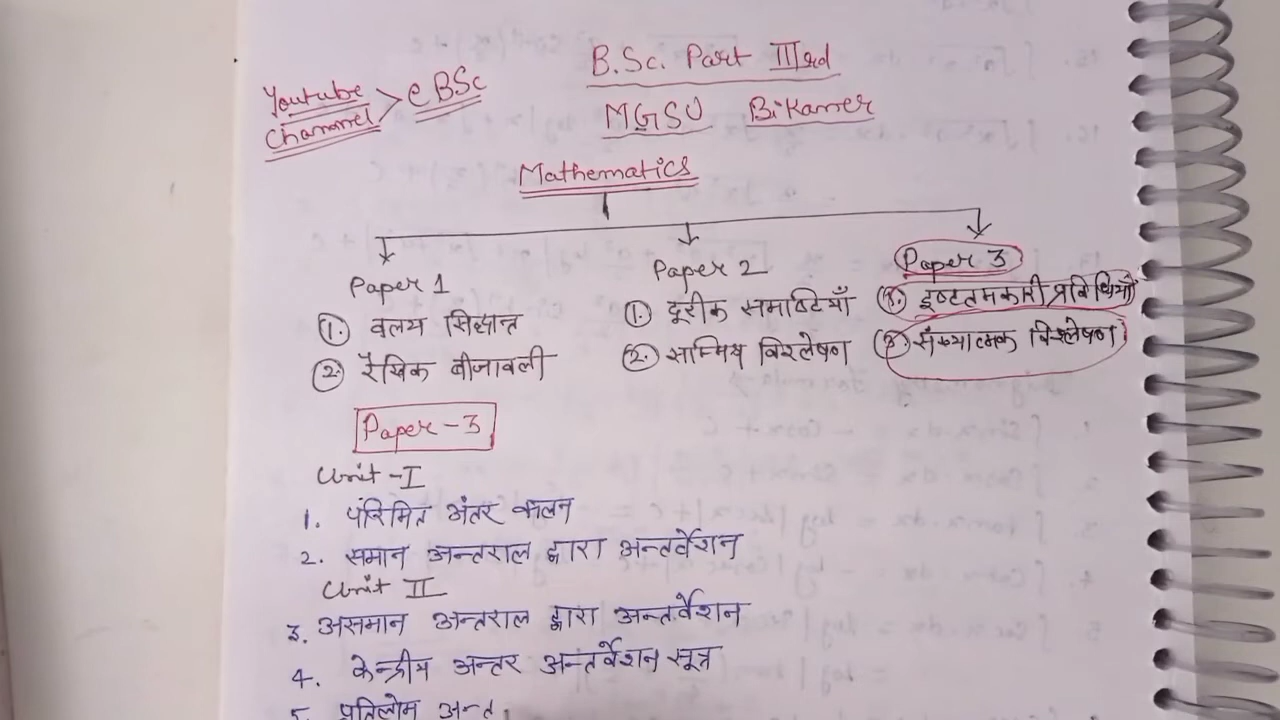 Youtube Channel > eBSc
B.Sc. Part IIIrd
MGSU Bikaner
Mathematics
Paper 1
① वलय सिद्धान्त
② रैखिक बीजावली
Paper 2
① दूरीक समाष्टियाँ
② सम्मिश्र विश्लेषण
Paper 3
①. इष्टतमकारी प्रविधियाँ
② संख्यात्मक विश्लेषण
Paper - 3
Unit - I
1. परिमित अंतर कलन
2. समान अन्तराल द्वारा अन्तर्वेशन
Unit II
3. असमान अन्तराल द्वारा अन्तर्वेशन
4. केन्द्रीय अन्तर अन्तर्वेशन सूत्र
5. प्रतिलोम अन्त